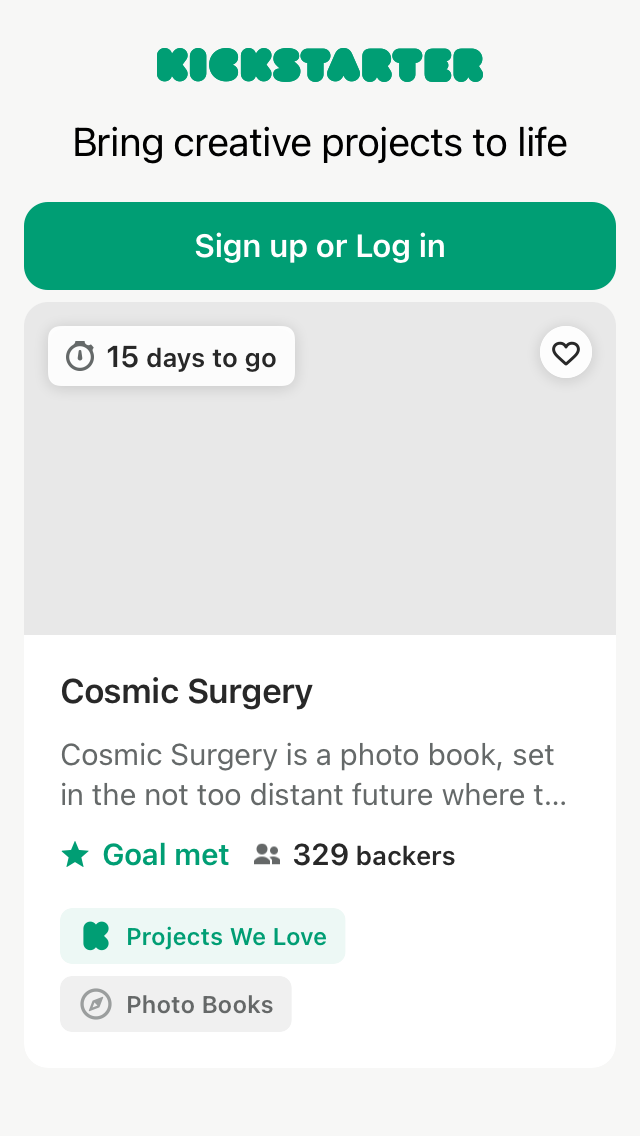 KICKSTARTER
Bring creative projects to life
Sign up or Log in
15 days to go
Cosmic Surgery
Cosmic Surgery is a photo book, set
in the not too distant future where t...
Goal met 329 backers
Projects We Love
Photo Books